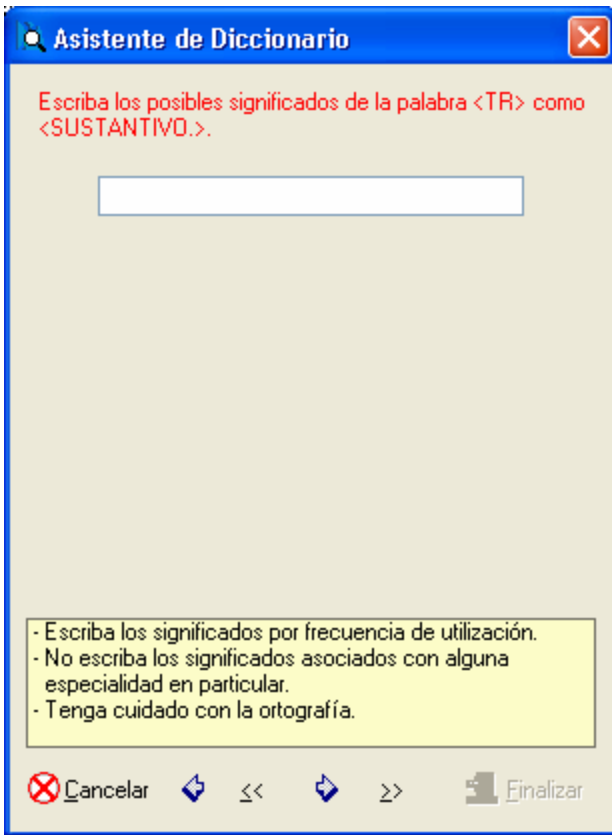 Asistente de Diccionario
Escriba los posibles significados de la palabra <TR> como
<SUSTANTIVO.>.
- Escriba los significados por frecuencia de utilización.
- No escriba los significados asociados con alguna
especialidad en particular.
- Tenga cuidado con la ortografía.
Cancelar << >> Finalizar